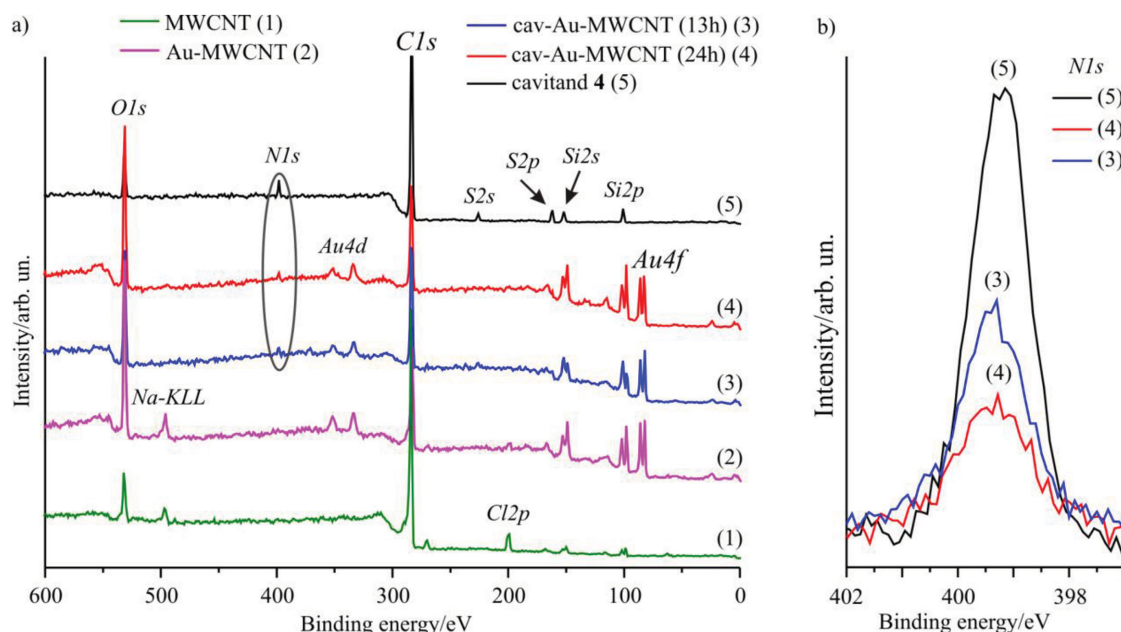 a)
MWCNT (1)
Au-MWCNT (2)
C1s
cav-Au-MWCNT (13h) (3)
cav-Au-MWCNT (24h) (4)
cavitand 4 (5)
O1s
N1s
S2s
S2p
Si2s
Si2p
(5)
Au4d
Au4f
(4)
(3)
Na-KLL
(2)
Cl2p
(1)
Intensity/arb. un.
600 500 400 300 200 100 0
Binding energy/eV
b)
N1s
(5)
(4)
(3)
(5)
(3)
(4)
Intensity/arb. un.
402 400 398
Binding energy/eV